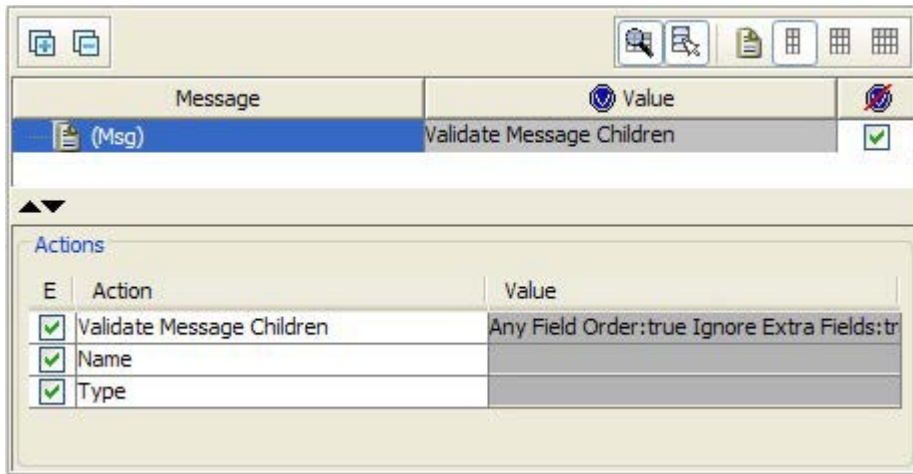 Message Value
(Msg) Validate Message Children
Actions
E Action Value
Validate Message Children Any Field Order:true Ignore Extra Fields:tr
Name
Type